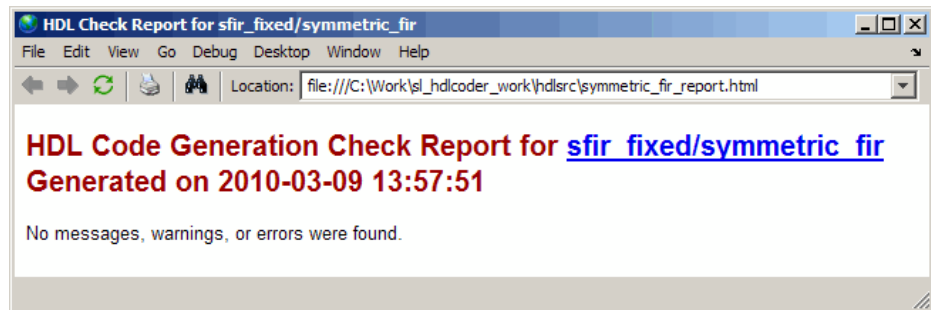 HDL Check Report for sfir_fixed/symmetric_fir
File Edit View Go Debug Desktop Window Help
Location: file:///C:\Work\sl_hdlcoder_work\hdlsrc\symmetric_fir_report.html
HDL Code Generation Check Report for sfir_fixed/symmetric_fir
Generated on 2010-03-09 13:57:51
No messages, warnings, or errors were found.